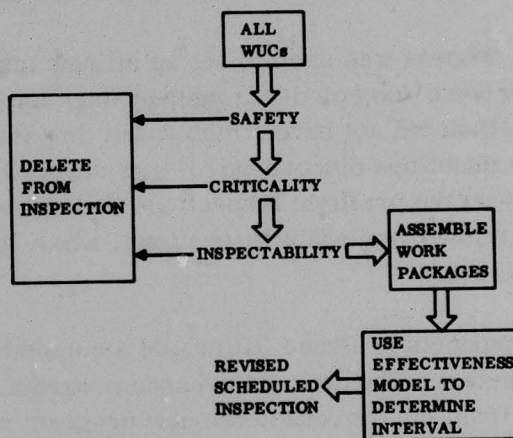 ALL
WUCs
SAFETY
DELETE
FROM
INSPECTION
CRITICALITY
INSPECTABILITY
ASSEMBLE
WORK
PACKAGES
USE
EFFECTIVENESS
MODEL TO
DETERMINE
INTERVAL
REVISED
SCHEDULED
INSPECTION